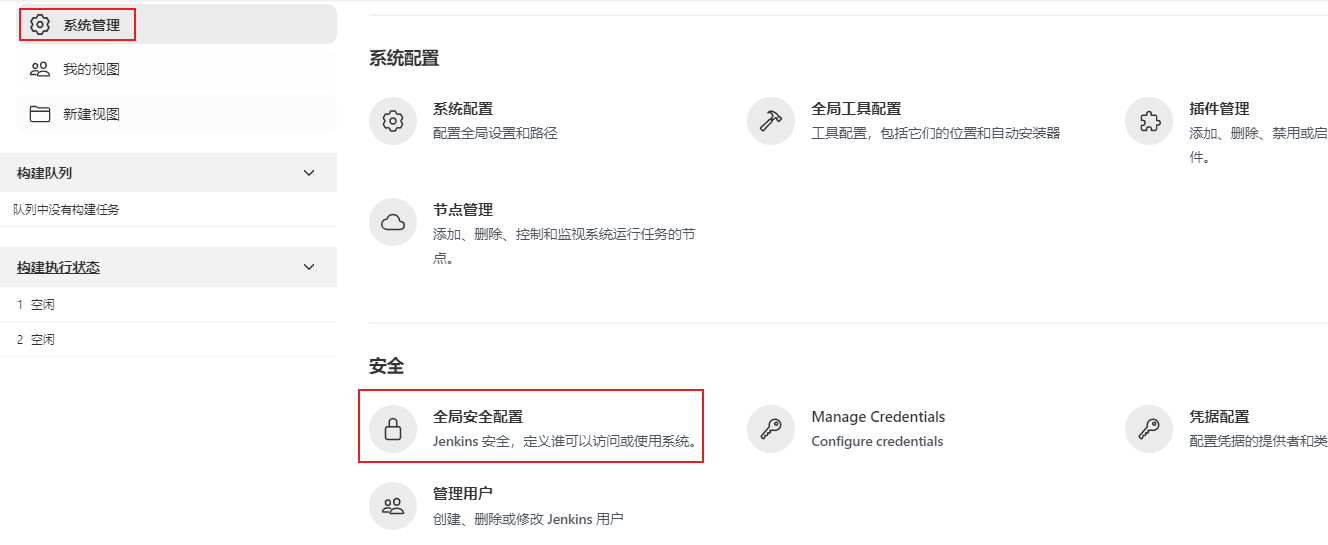 系统管理
我的视图
新建视图
构建队列
队列中没有构建任务
构建执行状态
1 空闲
2 空闲
系统配置
系统配置
配置全局设置和路径
全局工具配置
工具配置，包括它们的位置和自动安装器
插件管理
添加、删除、禁用或启
件。
节点管理
添加、删除、控制和监视系统运行任务的节
点。
安全
全局安全配置
Jenkins 安全，定义谁可以访问或使用系统。
Manage Credentials
Configure credentials
凭据配置
配置凭据的提供者和类
管理用户
创建、删除或修改 Jenkins 用户